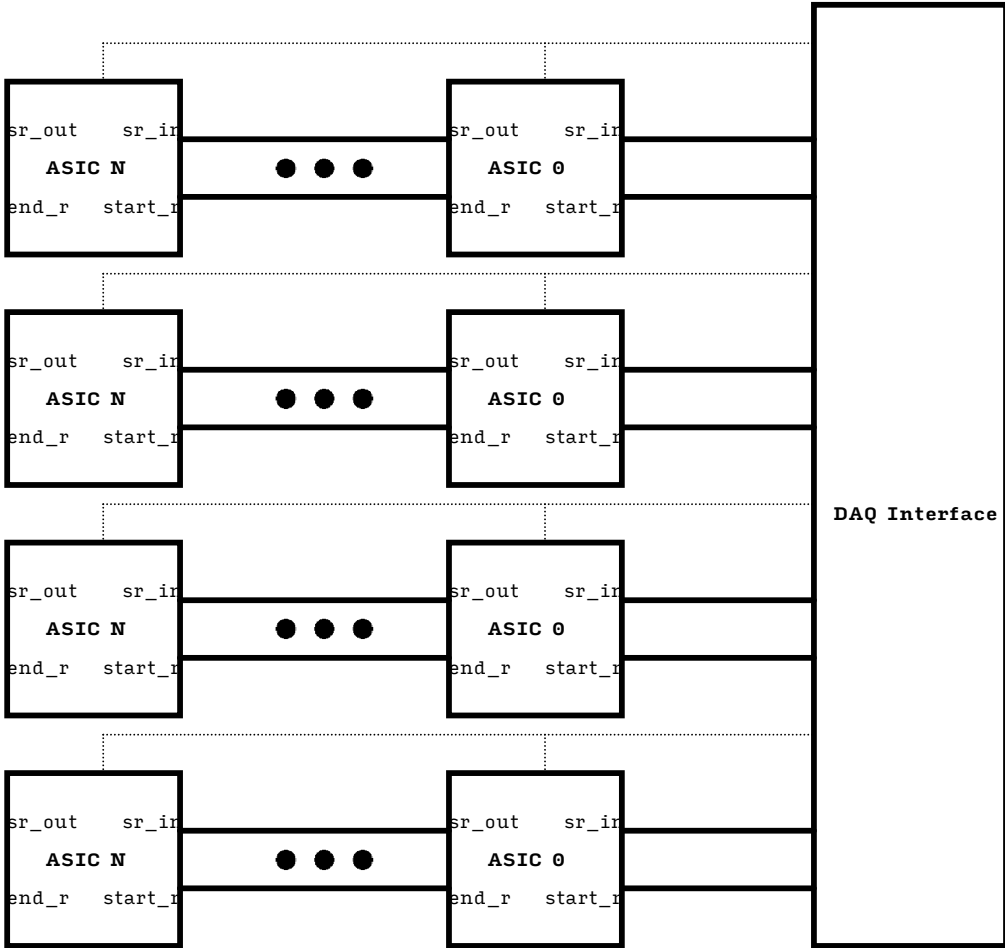 sr_out sr_in sr_out sr_in
ASIC N ASIC 0
end_r start_r end_r start_r
sr_out sr_in sr_out sr_in
ASIC N ASIC 0
end_r start_r end_r start_r
DAQ Interface
sr_out sr_in sr_out sr_in
ASIC N ASIC 0
end_r start_r end_r start_r
sr_out sr_in sr_out sr_in
ASIC N ASIC 0
end_r start_r end_r start_r